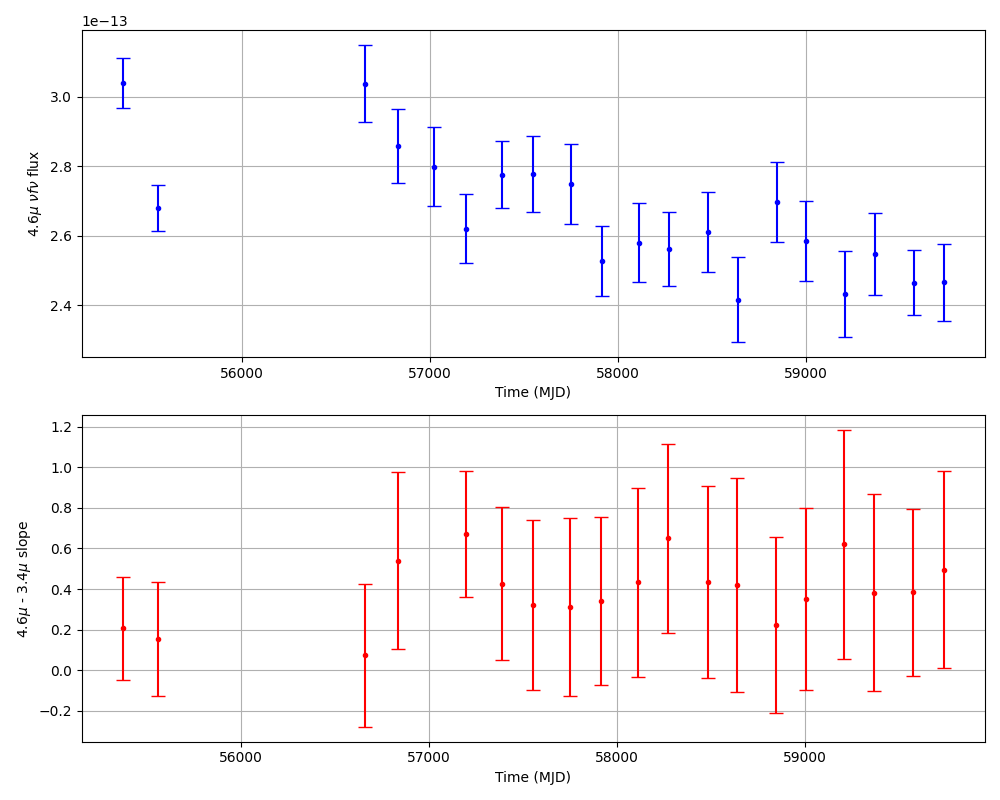 1e−13
3.0
2.8
2.6
2.4
4.6μ νfν flux
56000 57000 58000 59000
Time (MJD)
1.2
1.0
0.8
0.6
0.4
0.2
0.0
−0.2
4.6μ - 3.4μ slope
56000 57000 58000 59000
Time (MJD)